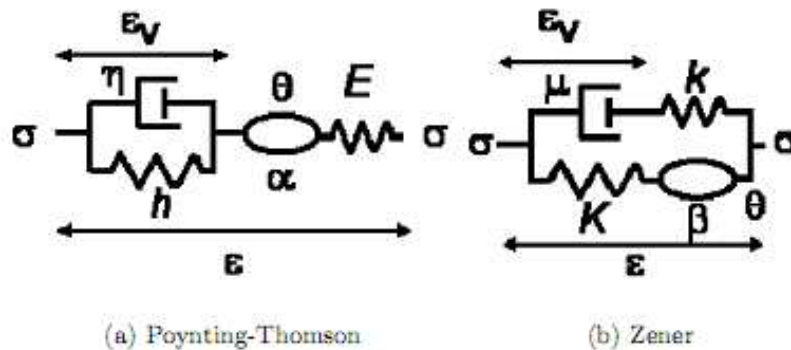 εv εv
η θ E μ k
σ σ σ σ
h α K β θ
ε ε
(a) Poynting-Thomson (b) Zener